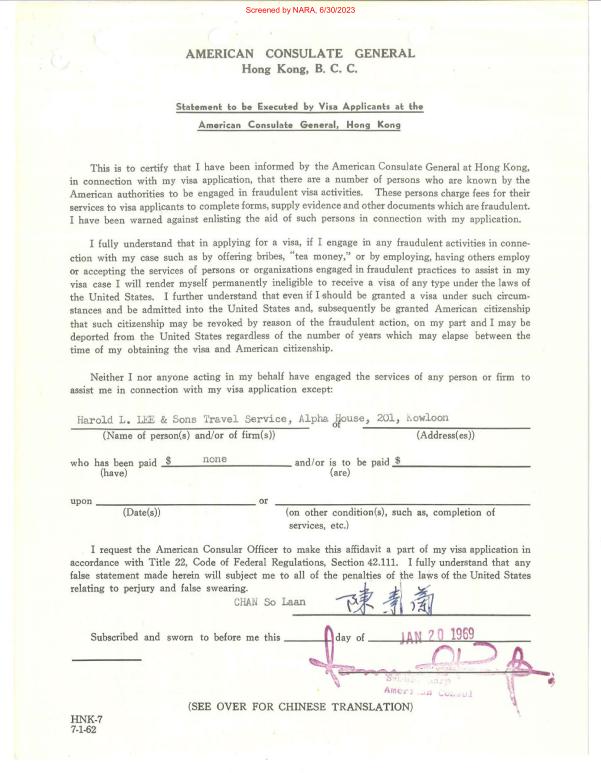 Screened by NARA, 6/30/2023
AMERICAN CONSULATE GENERAL
Hong Kong, B. C. C.
Statement to be Executed by Visa Applicants at the
American Consulate General, Hong Kong
This is to certify that I have been informed by the American Consulate General at Hong Kong,
in connection with my visa application, that there are a number of persons who are known by the
American authorities to be engaged in fraudulent visa activities. These persons charge fees for their
services to visa applicants to complete forms, supply evidence and other documents which are fraudulent.
I have been warned against enlisting the aid of such persons in connection with my application.
I fully understand that in applying for a visa, if I engage in any fraudulent activities in conne-
ction with my case such as by offering bribes, "tea money," or by employing, having others employ
or accepting the services of persons or organizations engaged in fraudulent practices to assist in my
visa case I will render myself permanently ineligible to receive a visa of any type under the laws of
the United States. I further understand that even if I should be granted a visa under such circum-
stances and be admitted into the United States and, subsequently be granted American citizenship
that such citizenship may be revoked by reason of the fraudulent action, on my part and I may be
deported from the United States regardless of the number of years which may elapse between the
time of my obtaining the visa and American citizenship.
Neither I nor anyone acting in my behalf have engaged the services of any person or firm to
assist me in connection with my visa application except:
Harold L. LEE & Sons Travel Service, Alpha House, 201, Kowloon
of
(Name of person(s) and/or of firm(s)) (Address(es))
who has been paid $ none and/or is to be paid $
(have) (are)
upon or
(Date(s)) (on other condition(s), such as, completion of
services, etc.)
I request the American Consular Officer to make this affidavit a part of my visa application in
accordance with Title 22, Code of Federal Regulations, Section 42.111. I fully understand that any
false statement made herein will subject me to all of the penalties of the laws of the United States
relating to perjury and false swearing.
CHAN So Laan 陳素蘭
Subscribed and sworn to before me this day of JAN 20 1969
American Consul
(SEE OVER FOR CHINESE TRANSLATION)
HNK-7
7-1-62